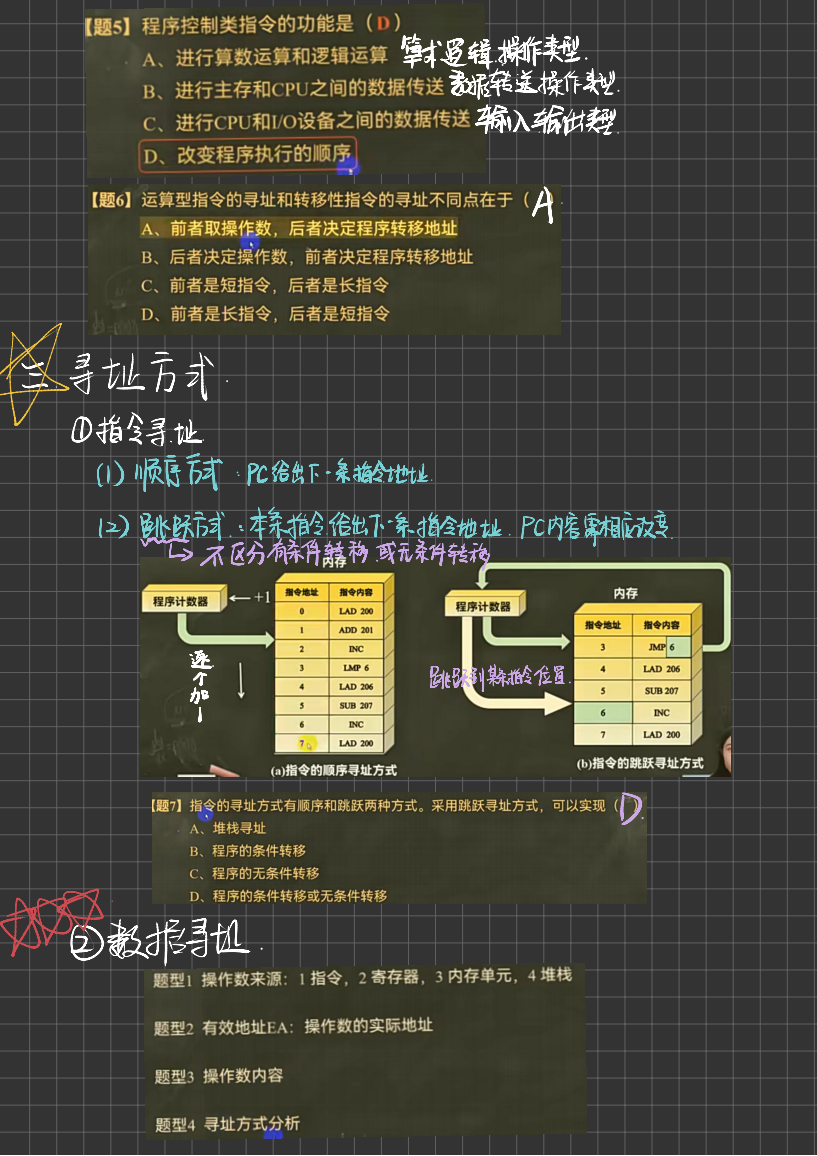 【题5】程序控制类指令的功能是（D）
A、进行算数运算和逻辑运算 算术逻辑操作类型.
B、进行主存和CPU之间的数据传送 数据转送操作类型.
C、进行CPU和I/O设备之间的数据传送 输入输出类型.
D、改变程序执行的顺序
【题6】运算型指令的寻址和转移性指令的寻址不同点在于（A
A、前者取操作数，后者决定程序转移地址
B、后者决定操作数，前者决定程序转移地址
C、前者是短指令，后者是长指令
D、前者是长指令，后者是短指令
三 寻址方式.
①指令寻址
(1) 顺序方式：PC给出下一条指令地址
(2) 跳跃方式：本条指令给出下一条指令地址. PC内容需相应改变.
↳ 不区分有条件转移 或无条件转移
内存
程序计数器 ← +1
指令地址 指令内容
0 LAD 200
1 ADD 201
2 INC
3 LMP 6
4 LAD 206
5 SUB 207
6 INC
7 LAD 200
逐个加1
(a)指令的顺序寻址方式
内存
程序计数器
指令地址 指令内容
3 JMP 6
4 LAD 206
5 SUB 207
6 INC
7 LAD 200
跳跃到某指令位置.
(b)指令的跳跃寻址方式
【题7】指令的寻址方式有顺序和跳跃两种方式。采用跳跃寻址方式，可以实现（D）.
A、堆栈寻址
B、程序的条件转移
C、程序的无条件转移
D、程序的条件转移或无条件转移
②数据寻址.
题型1 操作数来源：1 指令，2 寄存器，3 内存单元，4 堆栈
题型2 有效地址EA：操作数的实际地址
题型3 操作数内容
题型4 寻址方式分析